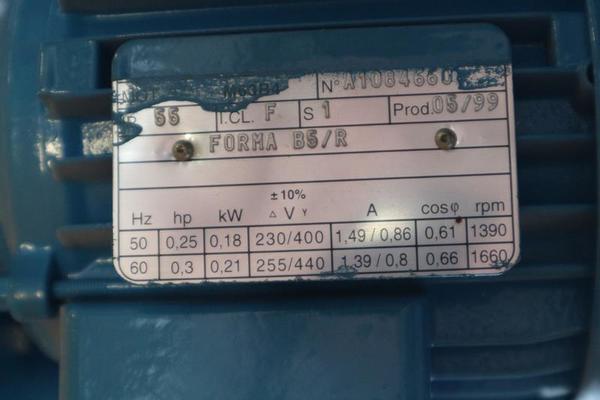 N° A1084660
55 I.CL. F S 1 Prod. 05/99
FORMA B5/R
±10%
Hz hp kW △ V Y A cosφ rpm
50 0,25 0,18 230/400 1,49 / 0,86 0,61 1390
60 0,3 0,21 255/440 1,39 / 0,8 0,66 1660